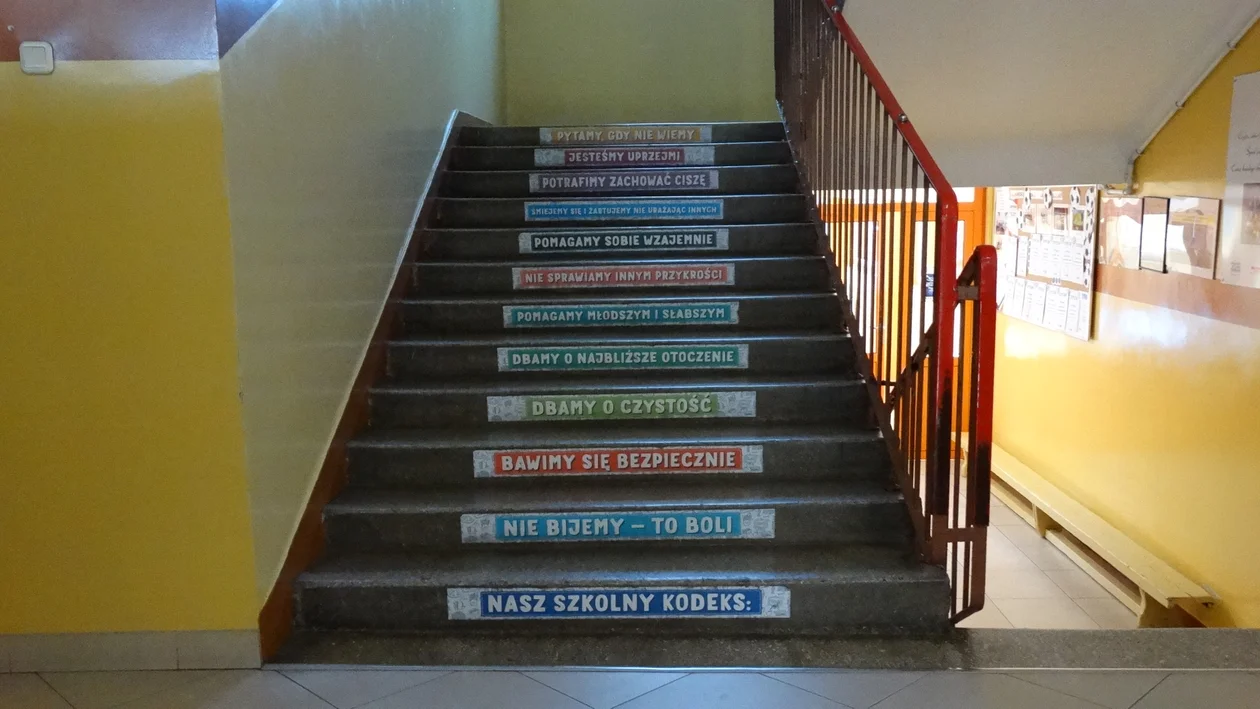 PYTAMY, GDY NIE WIEMY
JESTEŚMY UPRZEJMI
POTRAFIMY ZACHOWAĆ CISZĘ
ŚMIEJEMY SIĘ I ŻARTUJEMY NIE URAŻAJĄC INNYCH
POMAGAMY SOBIE WZAJEMNIE
NIE SPRAWIAMY INNYM PRZYKROŚCI
POMAGAMY MŁODSZYM I SŁABSZYM
DBAMY O NAJBLIŻSZE OTOCZENIE
DBAMY O CZYSTOŚĆ
BAWIMY SIĘ BEZPIECZNIE
NIE BIJEMY – TO BOLI
NASZ SZKOLNY KODEKS: